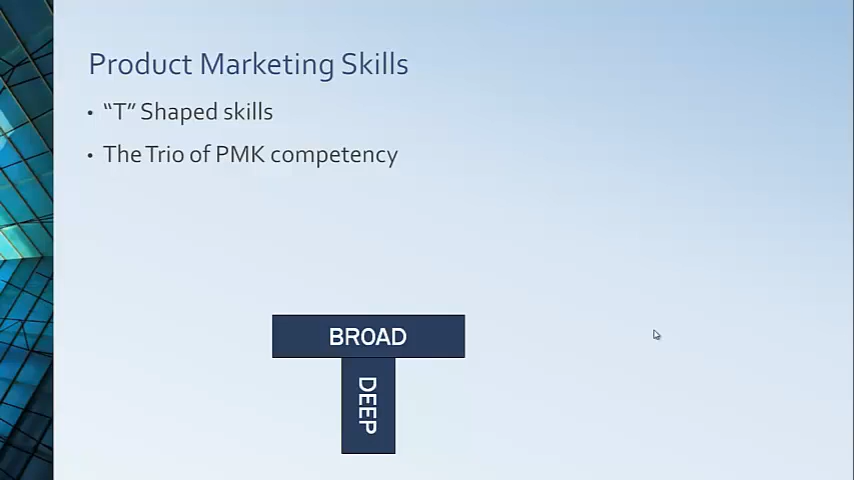 Product Marketing Skills
• “T” Shaped skills
• The Trio of PMK competency
BROAD
DEEP